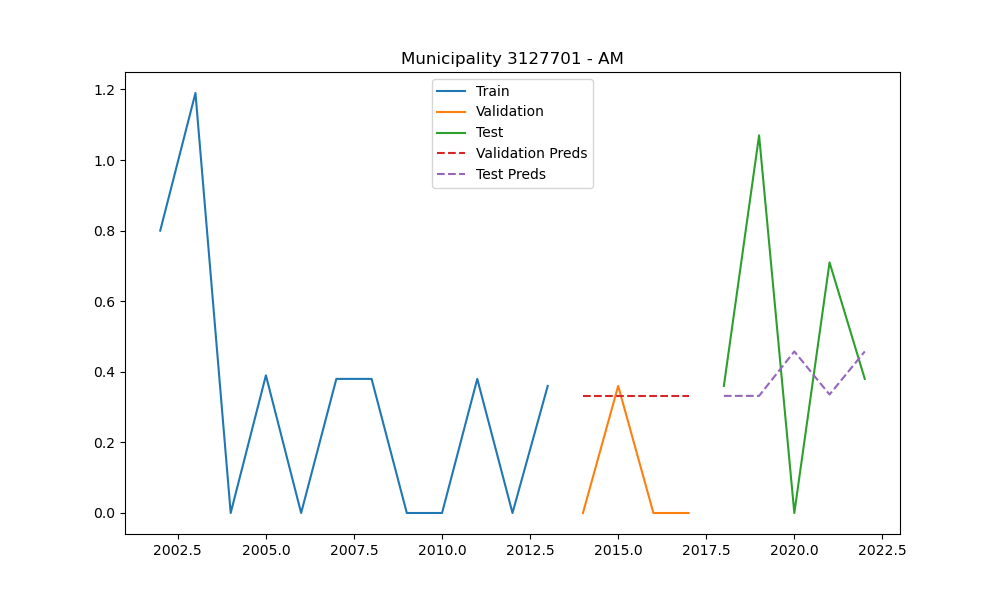 Municipality 3127701 - AM
Train
Validation
Test
Validation Preds
Test Preds
1.2
1.0
0.8
0.6
0.4
0.2
0.0
2002.5 2005.0 2007.5 2010.0 2012.5 2015.0 2017.5 2020.0 2022.5